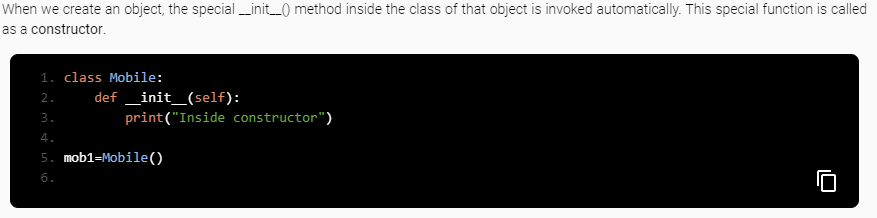 When we create an object, the special __init__() method inside the class of that object is invoked automatically. This special function is called
as a constructor.
1. class Mobile:
2.     def __init__(self):
3.         print("Inside constructor")
4.
5. mob1=Mobile()
6.